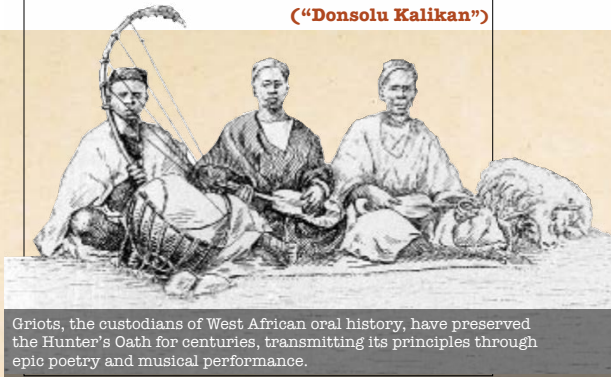 (“Donsolu Kalikan”)
Griots, the custodians of West African oral history, have preserved
the Hunter’s Oath for centuries, transmitting its principles through
epic poetry and musical performance.